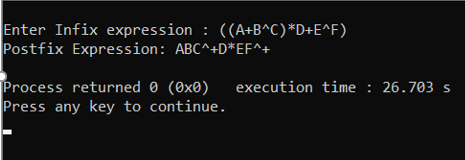 Enter Infix expression : ((A+B^C)*D+E^F)
Postfix Expression: ABC^+D*EF^+
Process returned 0 (0x0)   execution time : 26.703 s
Press any key to continue.